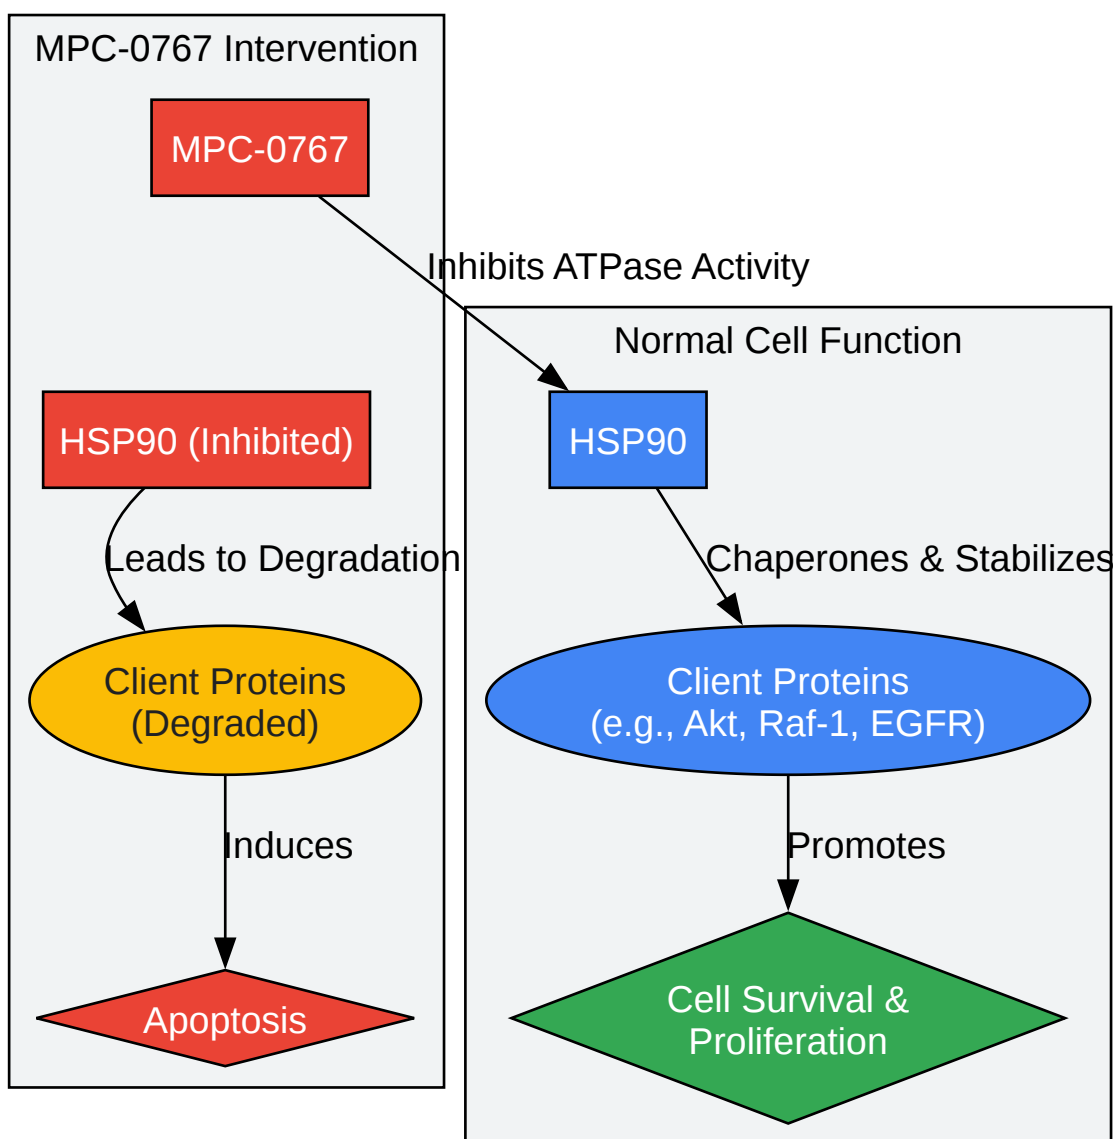 MPC-0767 Intervention
MPC-0767
Inhibits ATPase Activity
Normal Cell Function
HSP90 (Inhibited)
HSP90
Leads to Degradation
Chaperones & Stabilizes
Client Proteins
(Degraded)
Client Proteins
(e.g., Akt, Raf-1, EGFR)
Induces
Promotes
Apoptosis
Cell Survival &
Proliferation